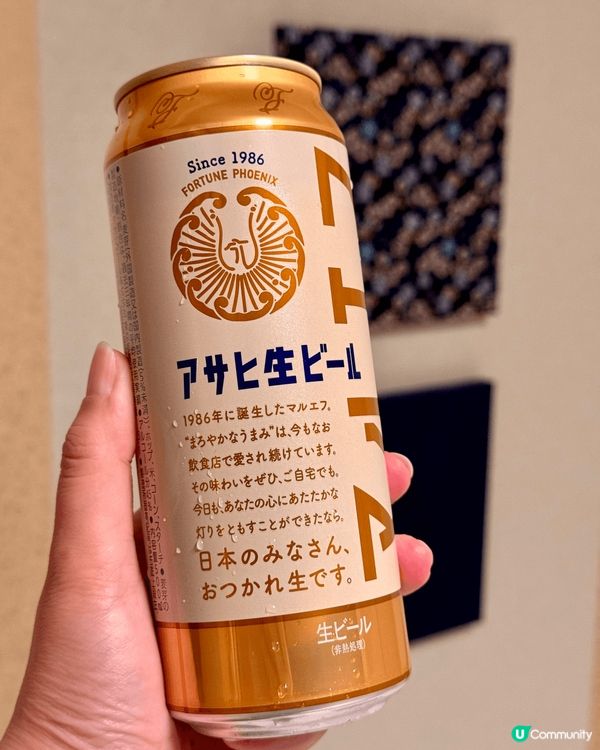 Since 1986
FORTUNE PHOENIX
アサヒ生ビール
1986年に誕生したマルエフ。
“まろやかなうまみ”は、今もなお
飲食店で愛され続けています。
その味わいをぜひ、ご自宅でも。
今日も、あなたの心にあたたかな
灯りをともすことができたなら。
日本のみなさん、
おつかれ生です。
生ビール
(非熱処理)
マルエフ
U Community